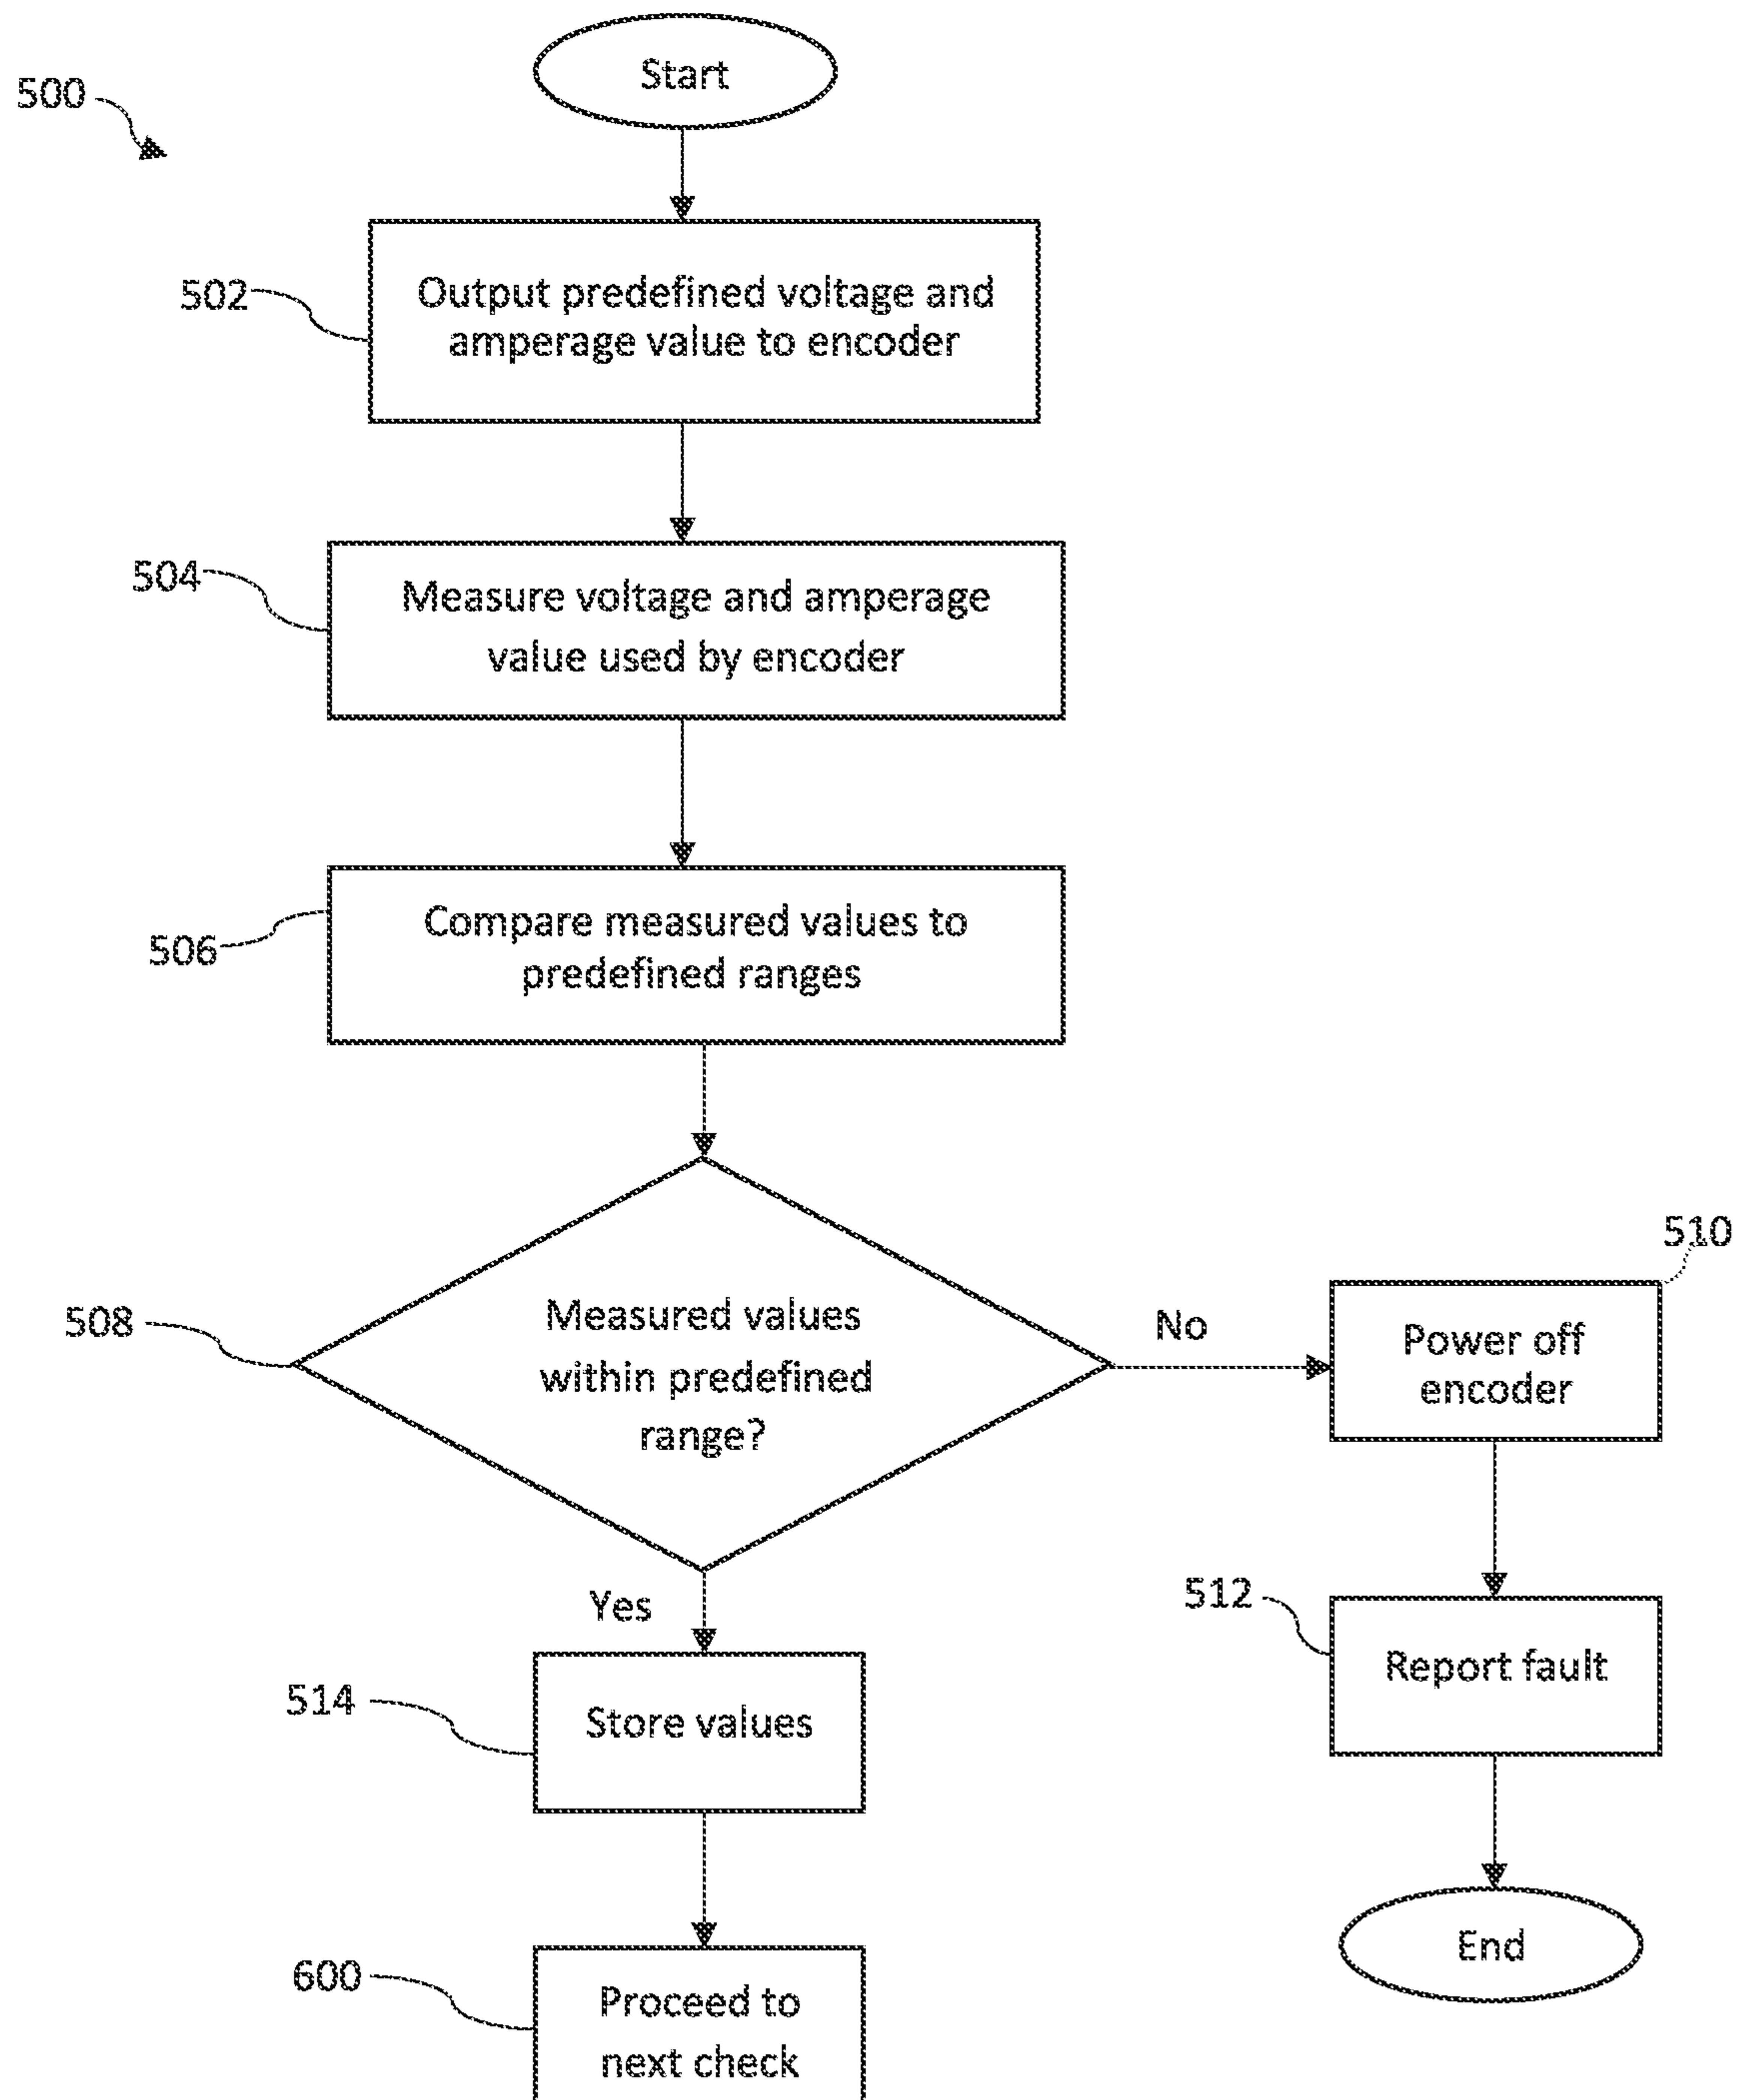 500
Start
502
Output predefined voltage and
amperage value to encoder
504
Measure voltage and amperage
value used by encoder
506
Compare measured values to
predefined ranges
508
Measured values
within predefined
range?
No
510
Power off
encoder
512
Report fault
End
Yes
514
Store values
600
Proceed to
next check